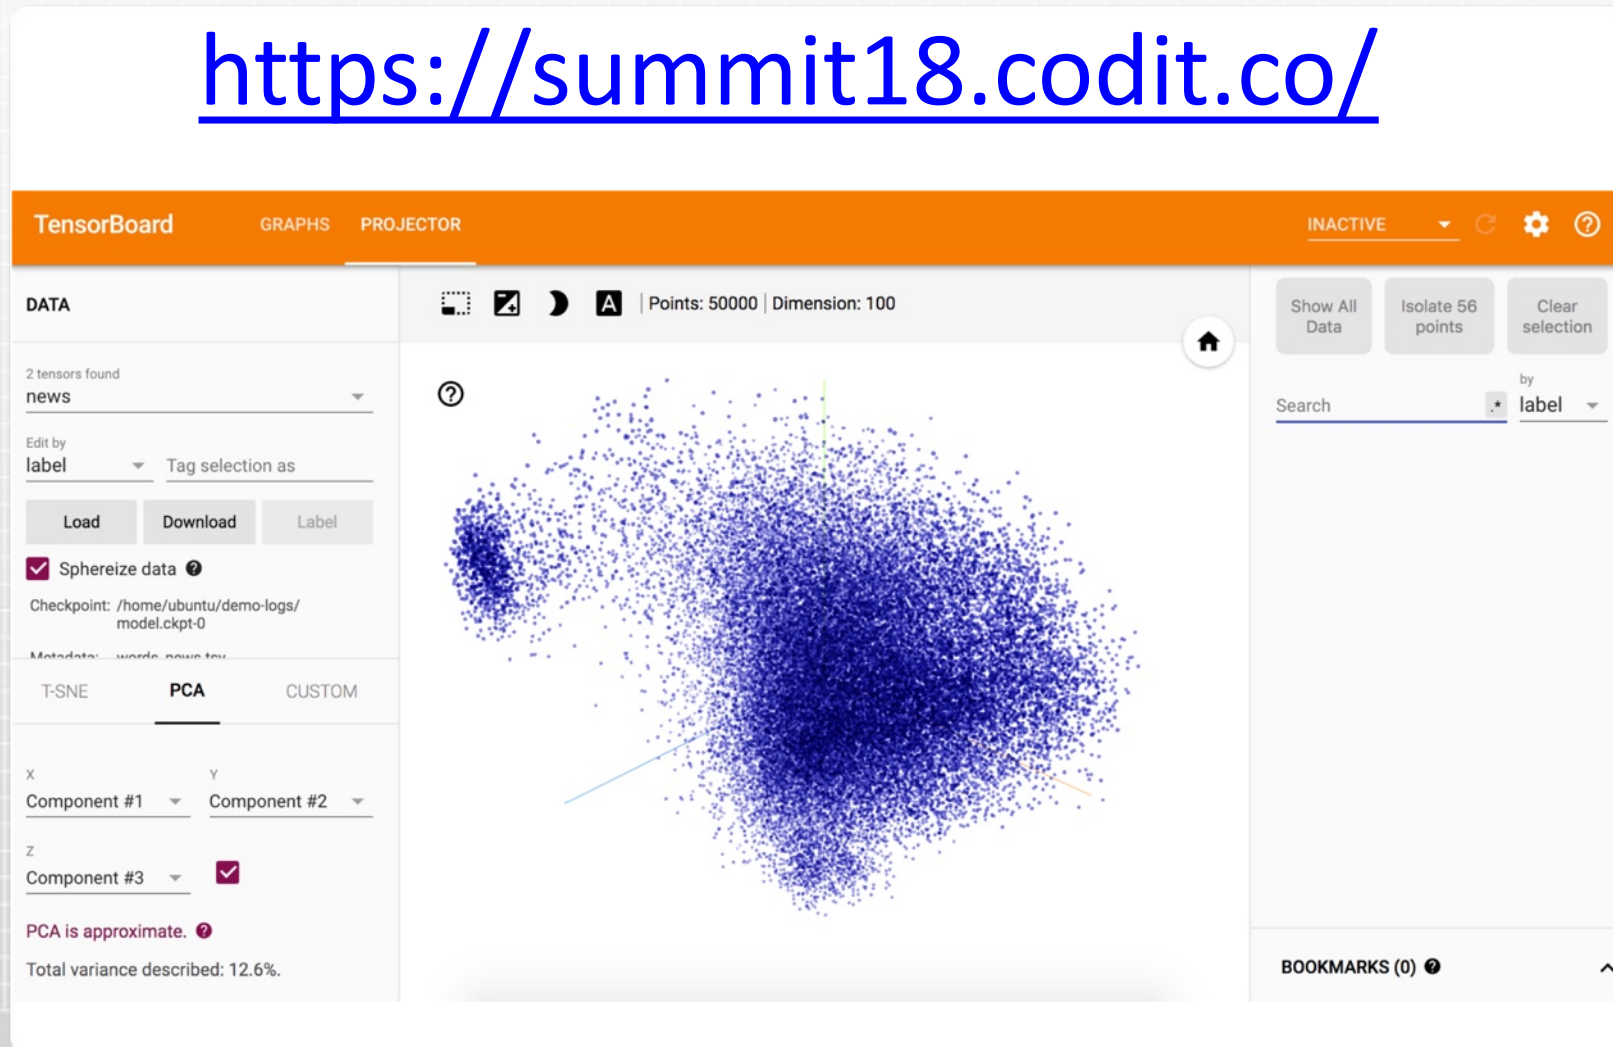 https://summit18.codit.co/
TensorBoard GRAPHS PROJECTOR INACTIVE
DATA
Points: 50000 | Dimension: 100
Show All Data
Isolate 56 points
Clear selection
2 tensors found
news
Edit by
label Tag selection as
Load Download Label
Sphereize data
Checkpoint: /home/ubuntu/demo-logs/
model.ckpt-0
Metadata: words_news.tsv
by
Search .* label
T-SNE PCA CUSTOM
X Y
Component #1 Component #2
Z
Component #3
PCA is approximate.
Total variance described: 12.6%.
BOOKMARKS (0)